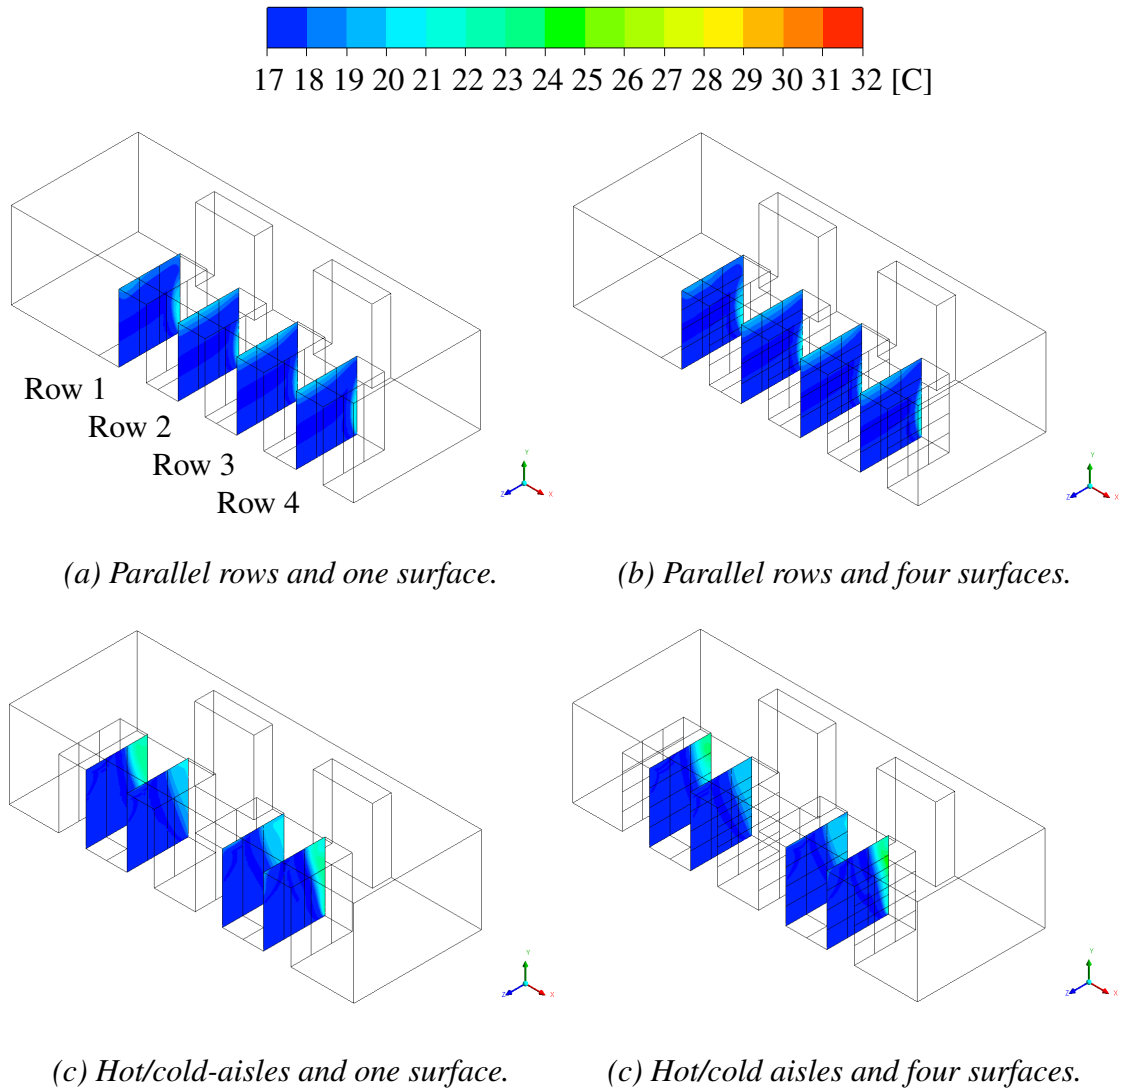 17 18 19 20 21 22 23 24 25 26 27 28 29 30 31 32 [C]
Row 1
Row 2
Row 3
Row 4
Y
Z
X
Y
Z
X
(a) Parallel rows and one surface.
(b) Parallel rows and four surfaces.
Y
Z
X
Y
Z
X
(c) Hot/cold-aisles and one surface.
(c) Hot/cold aisles and four surfaces.